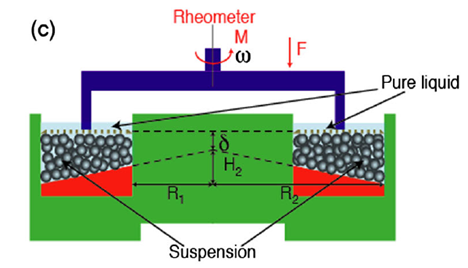 (c)
Rheometer
M
ω
F
Pure liquid
δ
H2
R1
R2
Suspension